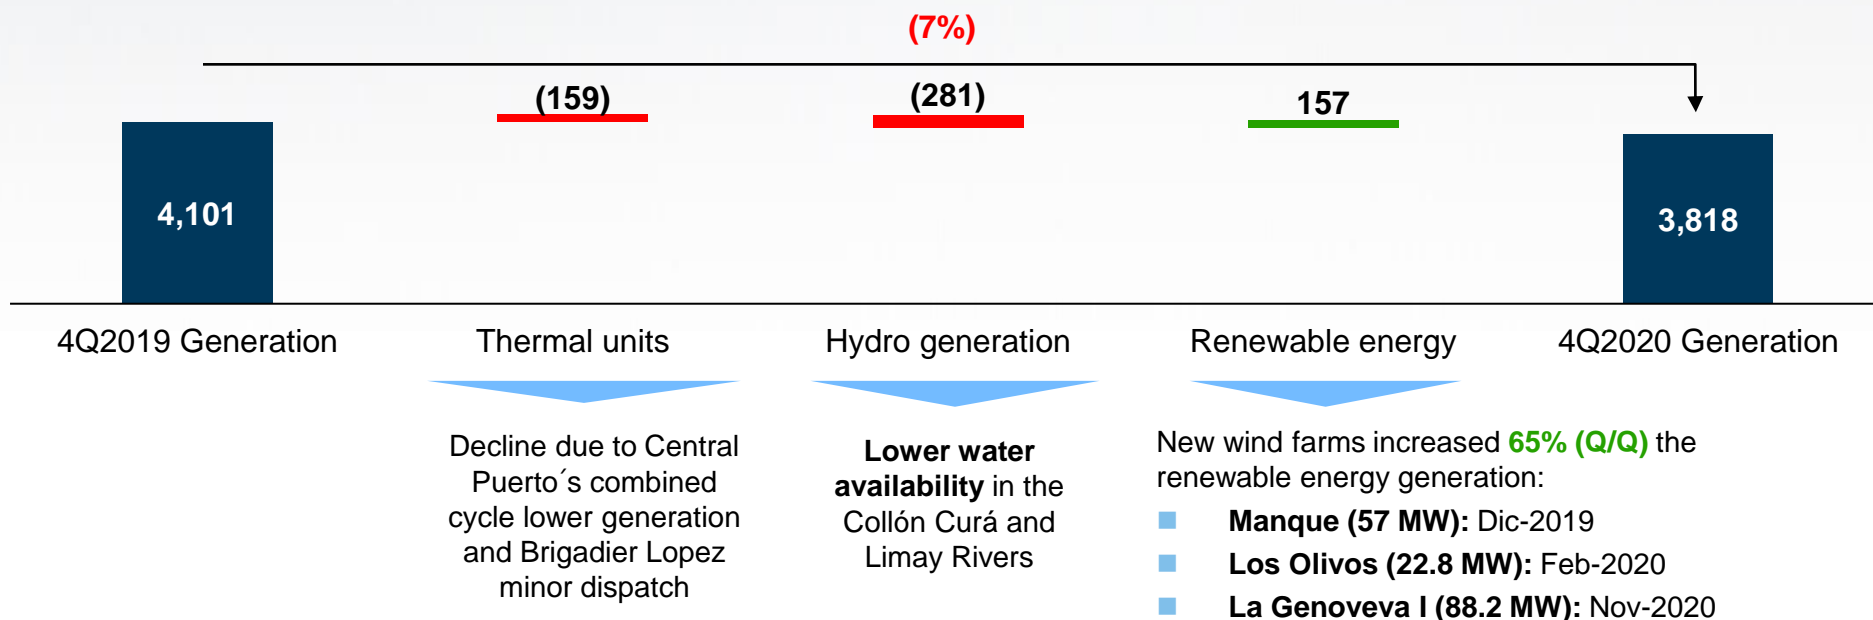 (7%)
(159)
(281)
157
4,101
3,818
4Q2019 Generation
Thermal units
Hydro generation
Renewable energy
4Q2020 Generation
Decline due to Central
Puerto´s combined
cycle lower generation
and Brigadier Lopez
minor dispatch
Lower water
availability in the
Collón Curá and
Limay Rivers
New wind farms increased 65% (Q/Q) the
renewable energy generation:
Manque (57 MW): Dic-2019
Los Olivos (22.8 MW): Feb-2020
La Genoveva I (88.2 MW): Nov-2020